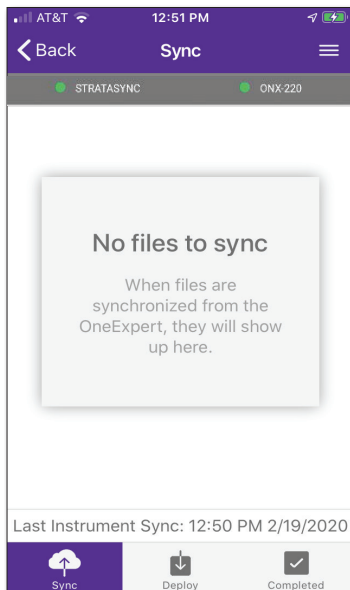 AT&T 12:51 PM
Back Sync
STRATASYNC ONX-220
No files to sync
When files are
synchronized from the
OneExpert, they will show
up here.
Last Instrument Sync: 12:50 PM 2/19/2020
Sync Deploy Completed